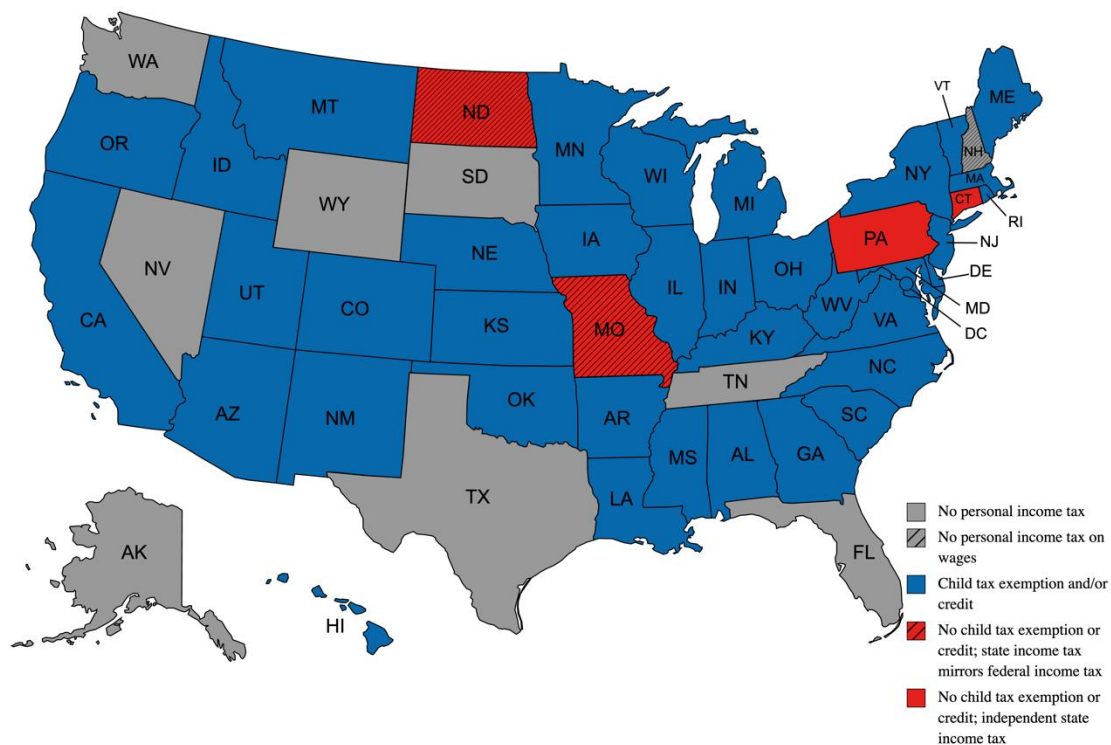 WA
MT
ND
MN
VT
ME
OR
ID
SD
WI
NY
NH
MA
WY
MI
CT
RI
NV
NE
IA
PA
NJ
UT
CO
IL
IN
OH
DE
CA
KS
MO
WV
MD
VA
DC
KY
AZ
NM
OK
TN
NC
AR
SC
TX
MS
AL
GA
LA
AK
FL
HI
No personal income tax
No personal income tax on
wages
Child tax exemption and/or
credit
No child tax exemption or
credit; state income tax
mirrors federal income tax
No child tax exemption or
credit; independent state
income tax